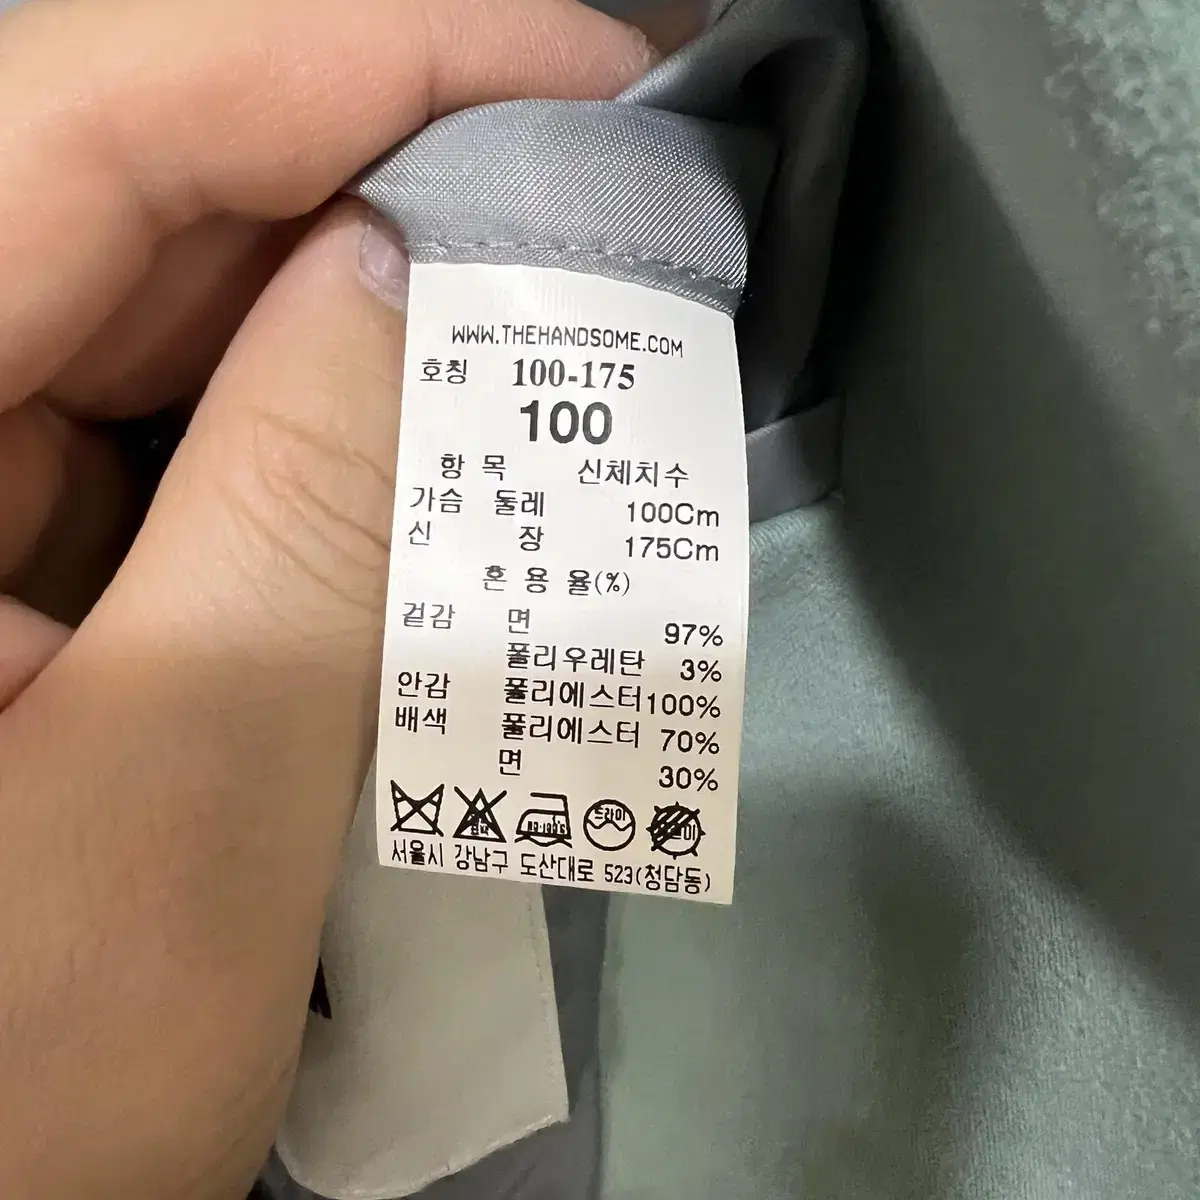 WWW.THEHANDSOME.COM
호칭 100-175
100
항 목 신체치수
가슴 둘레 100Cm
신 장 175Cm
혼 용 율(%)
겉감 면 97%
폴리우레탄 3%
안감 폴리에스터 100%
배색 폴리에스터 70%
면 30%
드라이
서울시 강남구 도산대로 523(청담동)